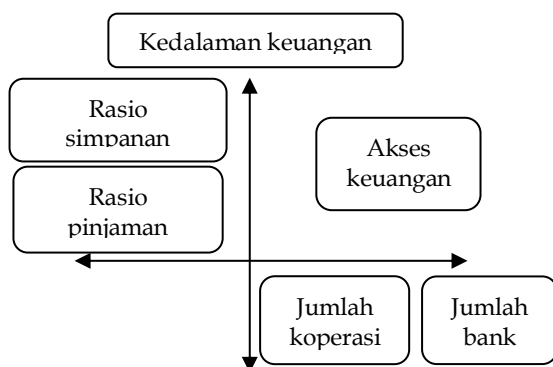 Kedalaman keuangan
Rasio
simpanan
Akses
keuangan
Rasio
pinjaman
Jumlah
koperasi
Jumlah
bank